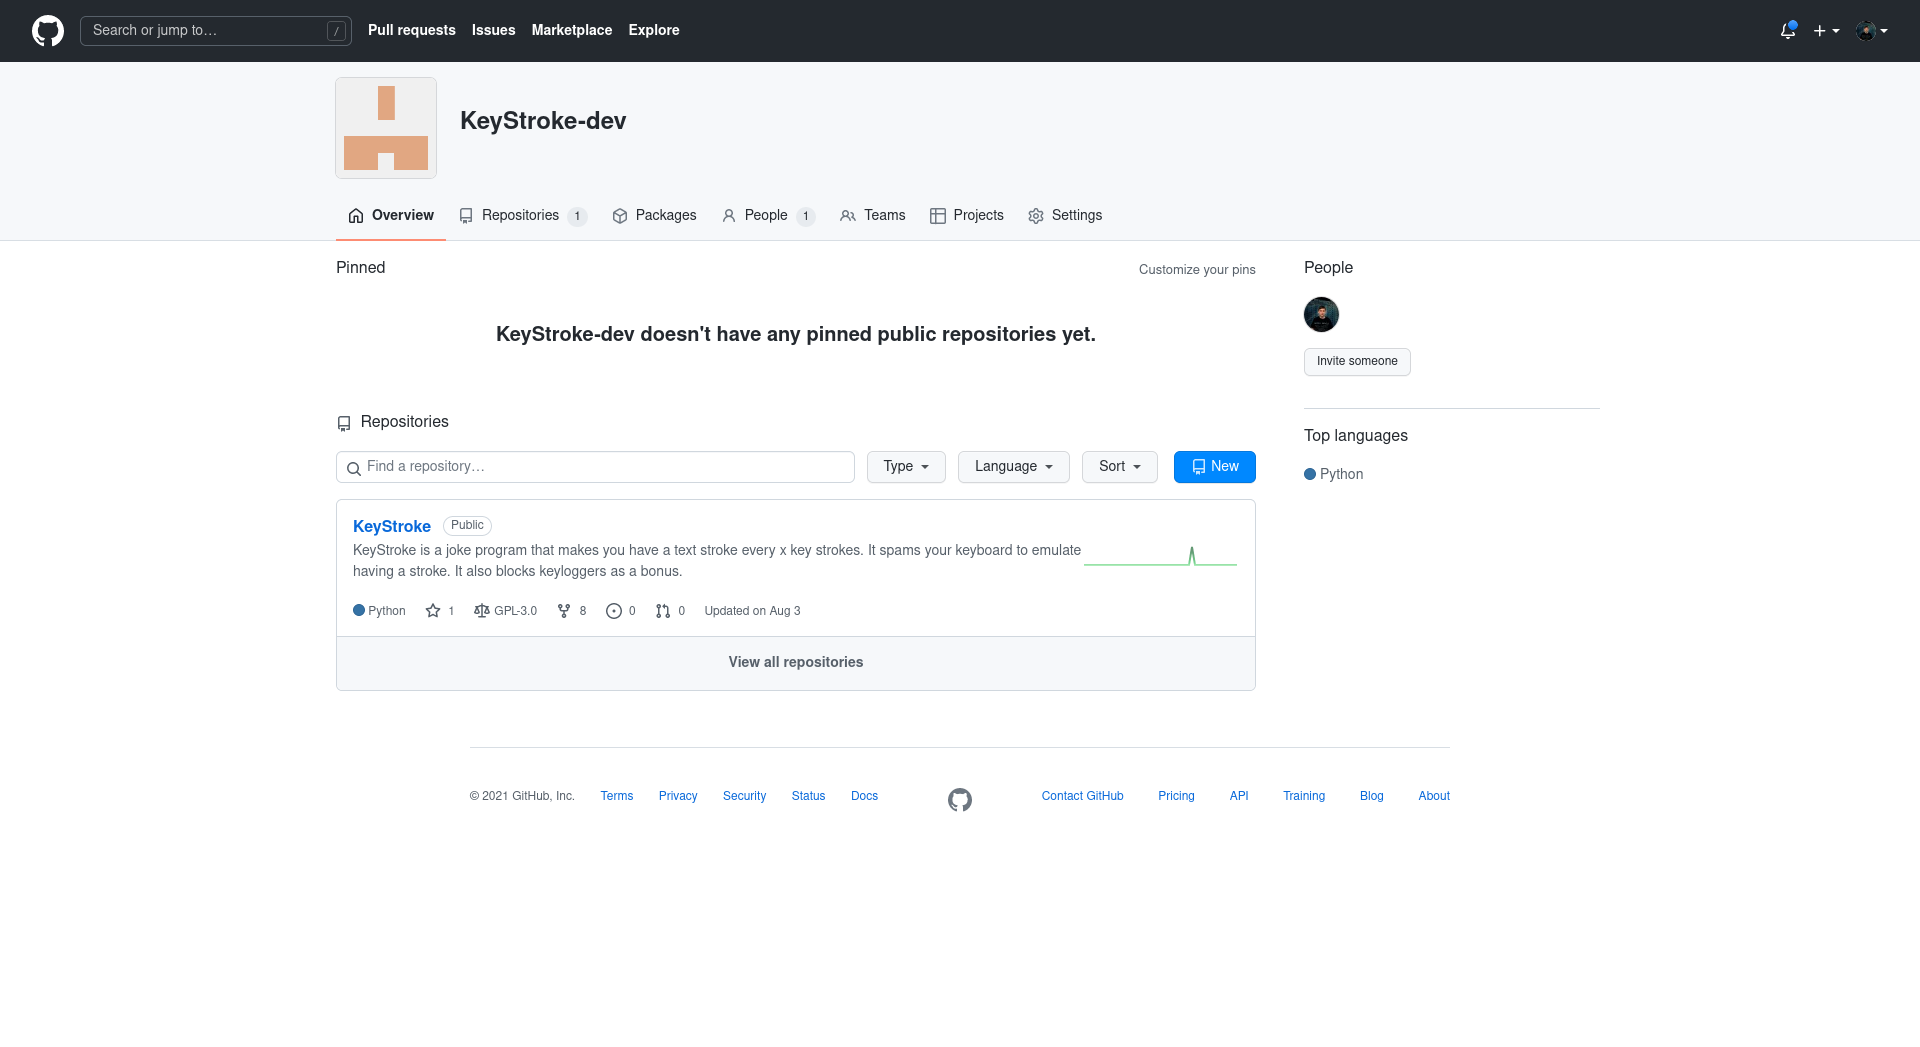 Search or jump to… /
Pull requests Issues Marketplace Explore
KeyStroke-dev
Overview Repositories 1 Packages People 1 Teams Projects Settings
Pinned
Customize your pins
KeyStroke-dev doesn't have any pinned public repositories yet.
Repositories
Find a repository… Type Language Sort New
KeyStroke Public
KeyStroke is a joke program that makes you have a text stroke every x key strokes. It spams your keyboard to emulate
having a stroke. It also blocks keyloggers as a bonus.
Python 1 GPL-3.0 8 0 0 Updated on Aug 3
View all repositories
People
Invite someone
Top languages
Python
© 2021 GitHub, Inc. Terms Privacy Security Status Docs Contact GitHub Pricing API Training Blog About